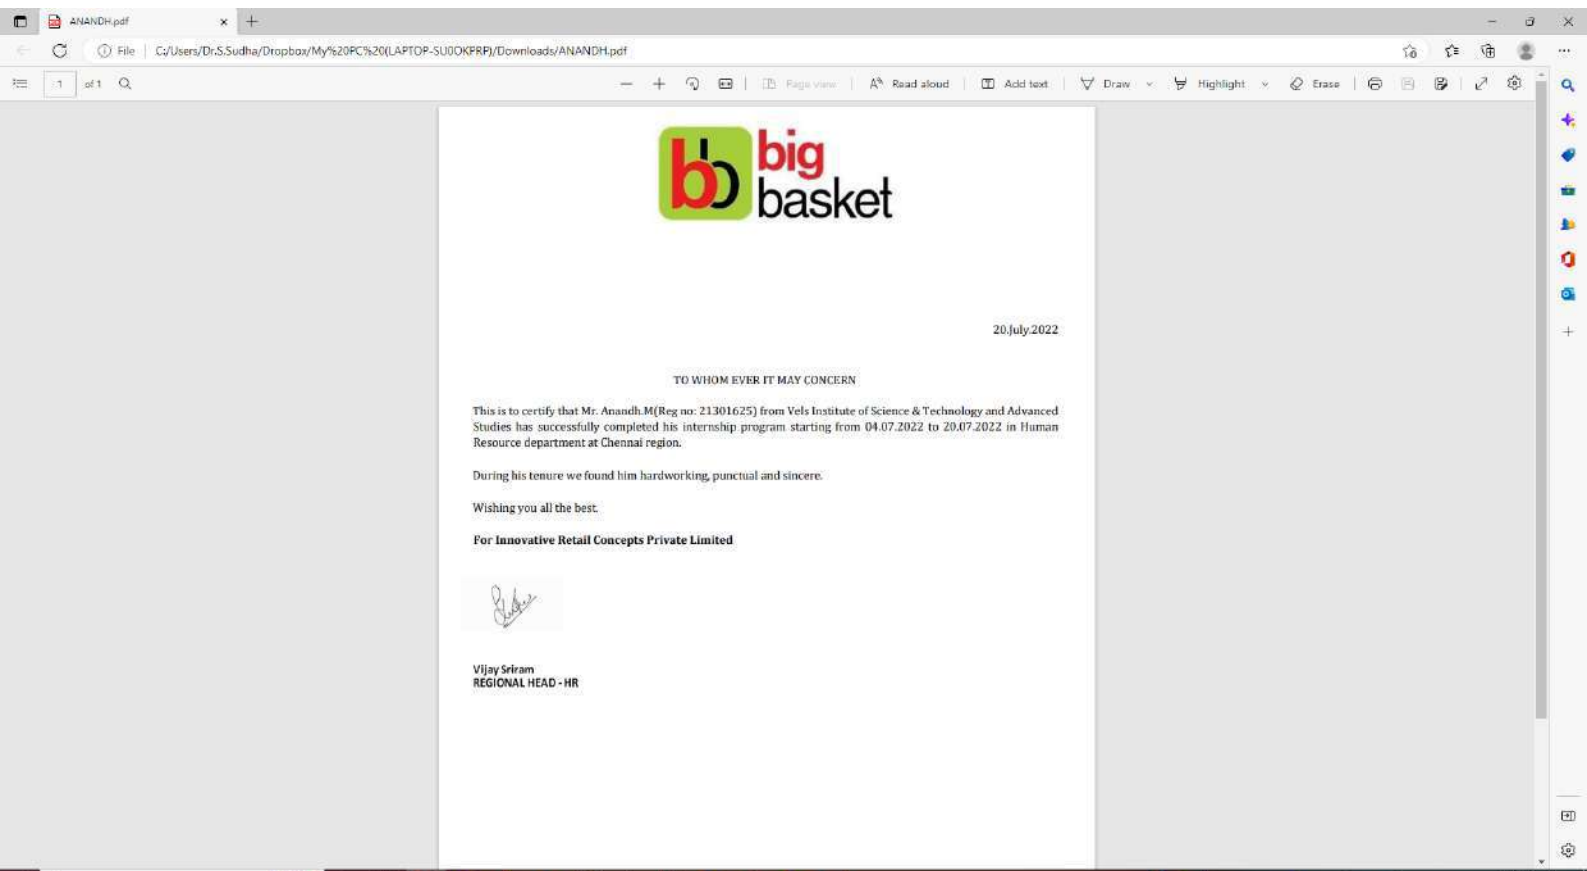 ANANDH.pdf
File C:/Users/Dr.S.Sudha/Dropbox/My%20PC%20(LAPTOP-SU0OKPRP)/Downloads/ANANDH.pdf
1 of 1 Page view Read aloud Add text Draw Highlight Erase
big
basket
20.July.2022
TO WHOM EVER IT MAY CONCERN
This is to certify that Mr. Anandh.M(Reg no: 21301625) from Vels Institute of Science & Technology and Advanced
Studies has successfully completed his internship program starting from 04.07.2022 to 20.07.2022 in Human
Resource department at Chennai region.
During his tenure we found him hardworking, punctual and sincere.
Wishing you all the best.
For Innovative Retail Concepts Private Limited
Vijay Sriram
REGIONAL HEAD - HR